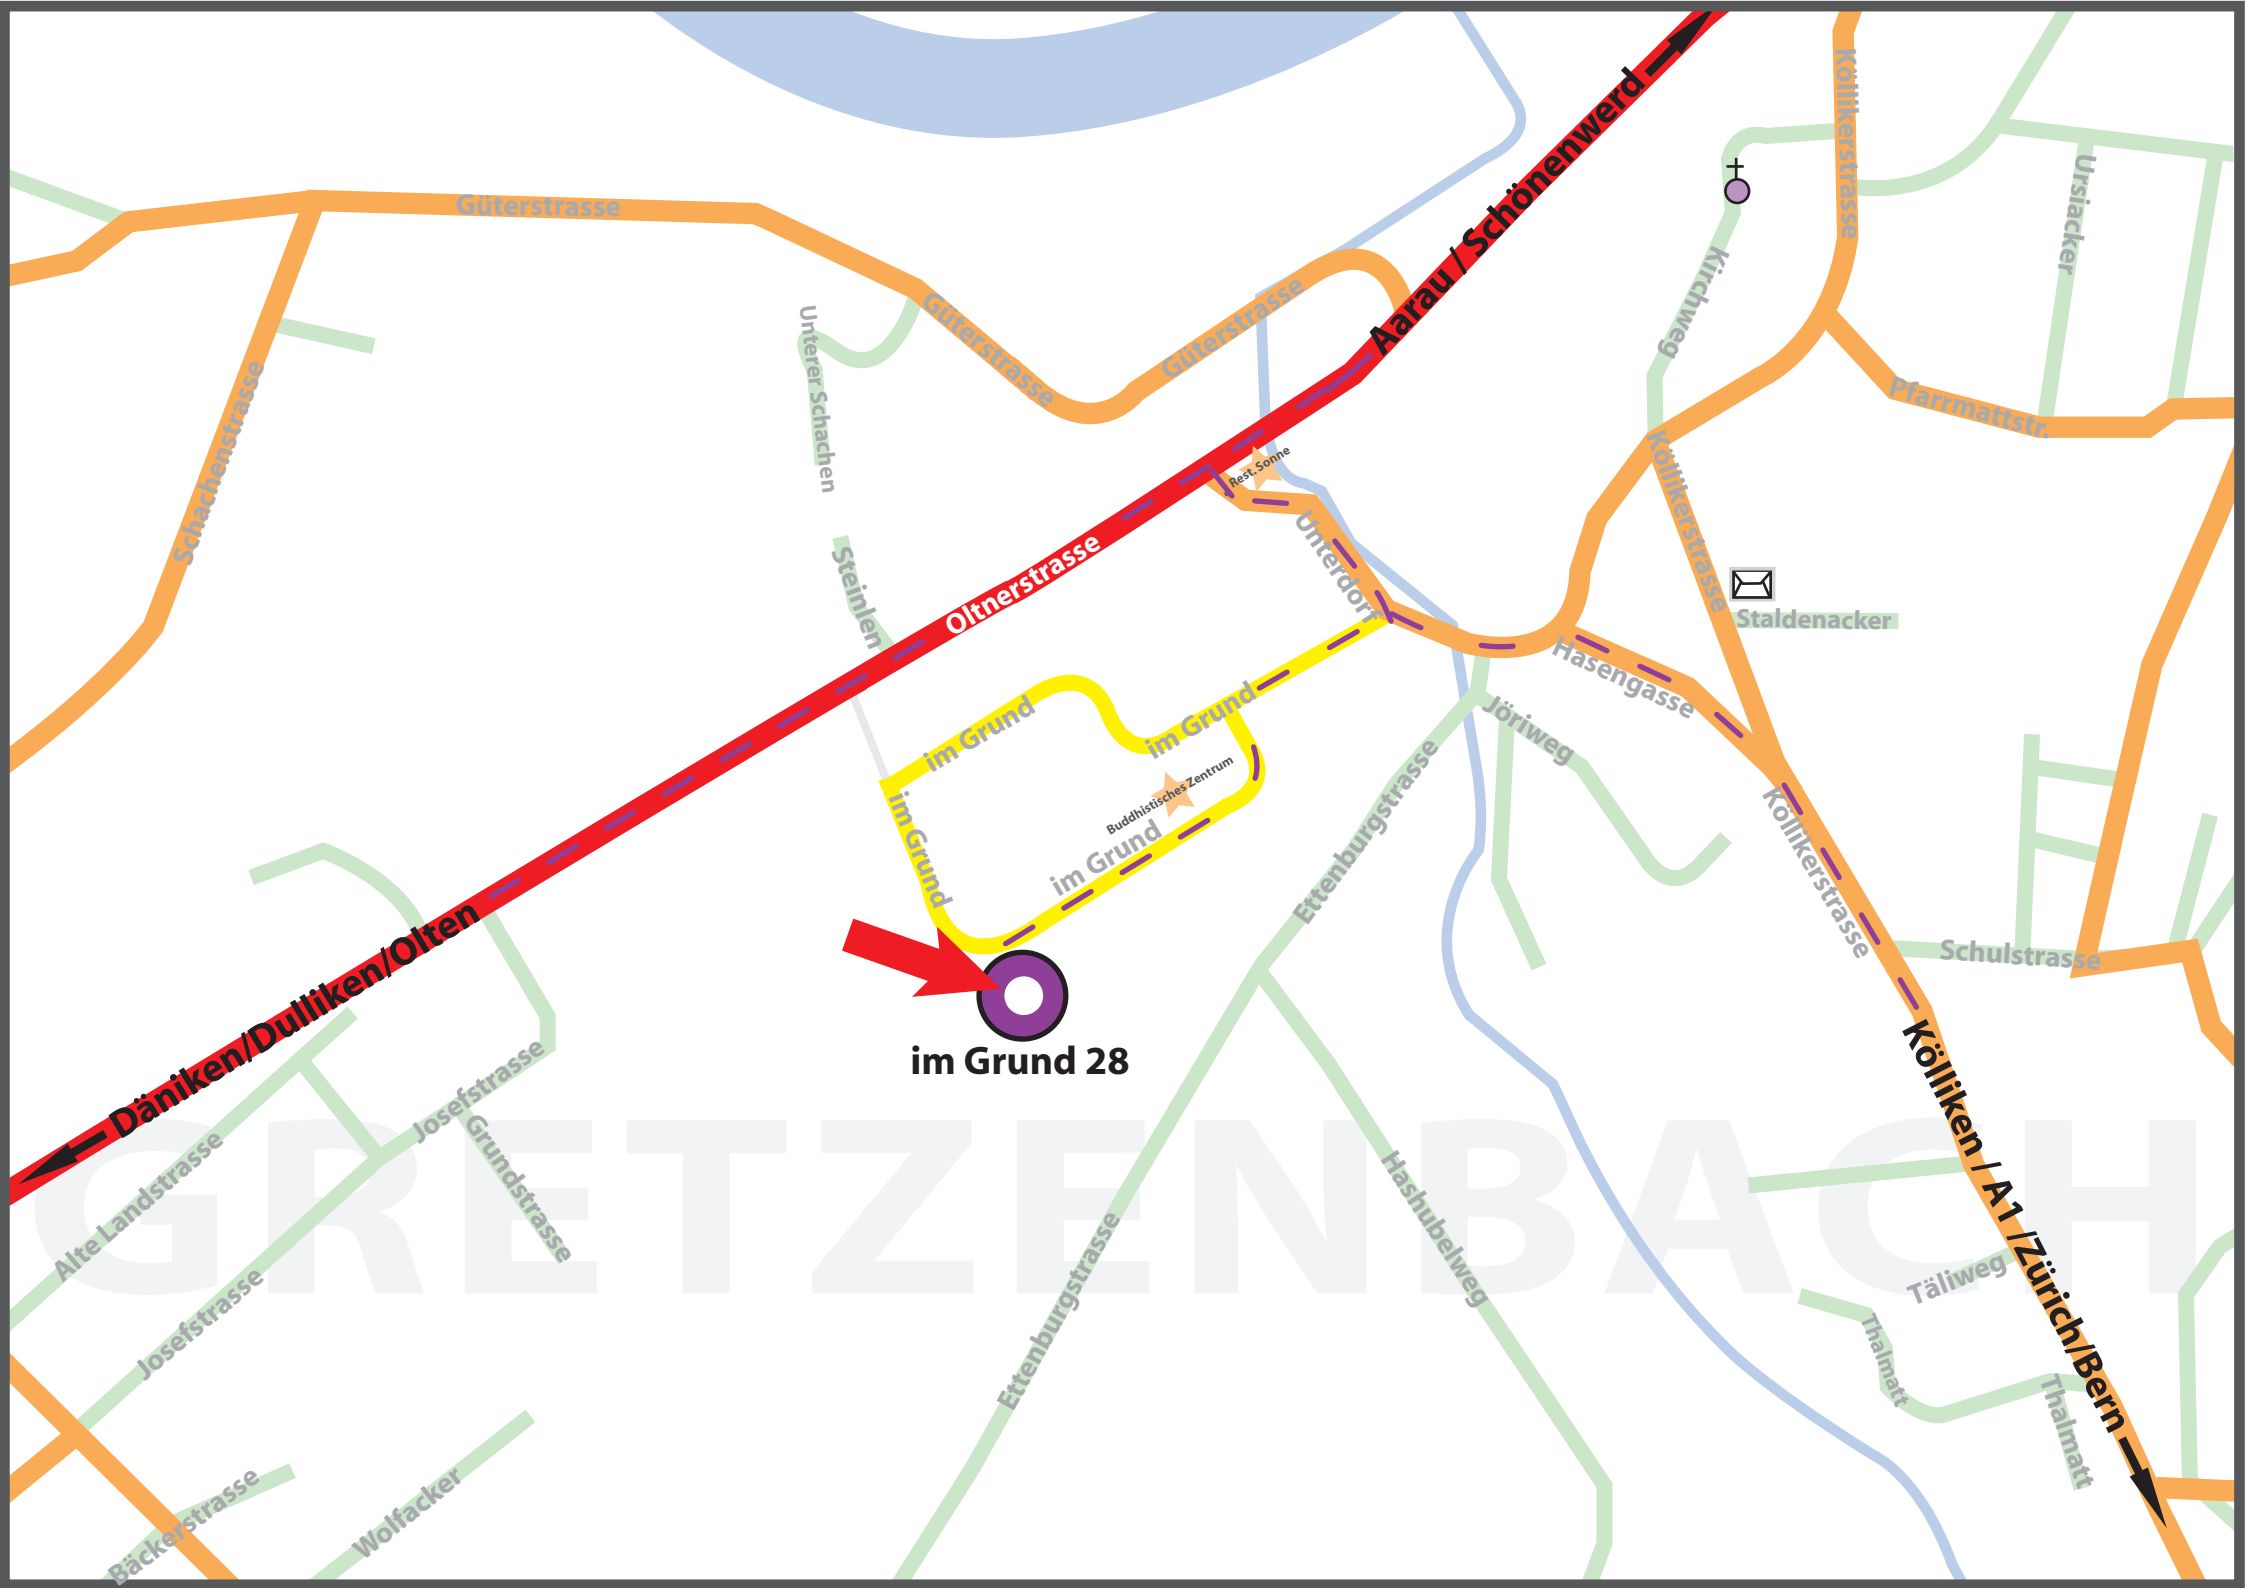 Köllikerstrasse
Aarau / Schönenwerd
Güterstrasse
Ursiacker
Kirchweg
Güterstrasse
Güterstrasse
Unterer Schachen
Schachenstrasse
Pfarrmattstr.
Köllikerstrasse
Rest. Sonne
Unterdorf
Oltnerstrasse
Steinlen
Staldenacker
Hasengasse
im Grund
im Grund
Jöriweg
Buddhistisches Zentrum
im Grund
im Grund
Ettenburgstrasse
Köllikerstrasse
Schulstrasse
Däniken/Dulliken/Olten
im Grund 28
Kölliken / A1 /Zürich/Bern
Josefstrasse
Grundstrasse
Alte Landstrasse
GRETZENBACH
Hashubelweg
Ettenburgstrasse
Josefstrasse
Täliweg
Thalmatt
Thalmatt
Bäckerstrasse
Wolfacker